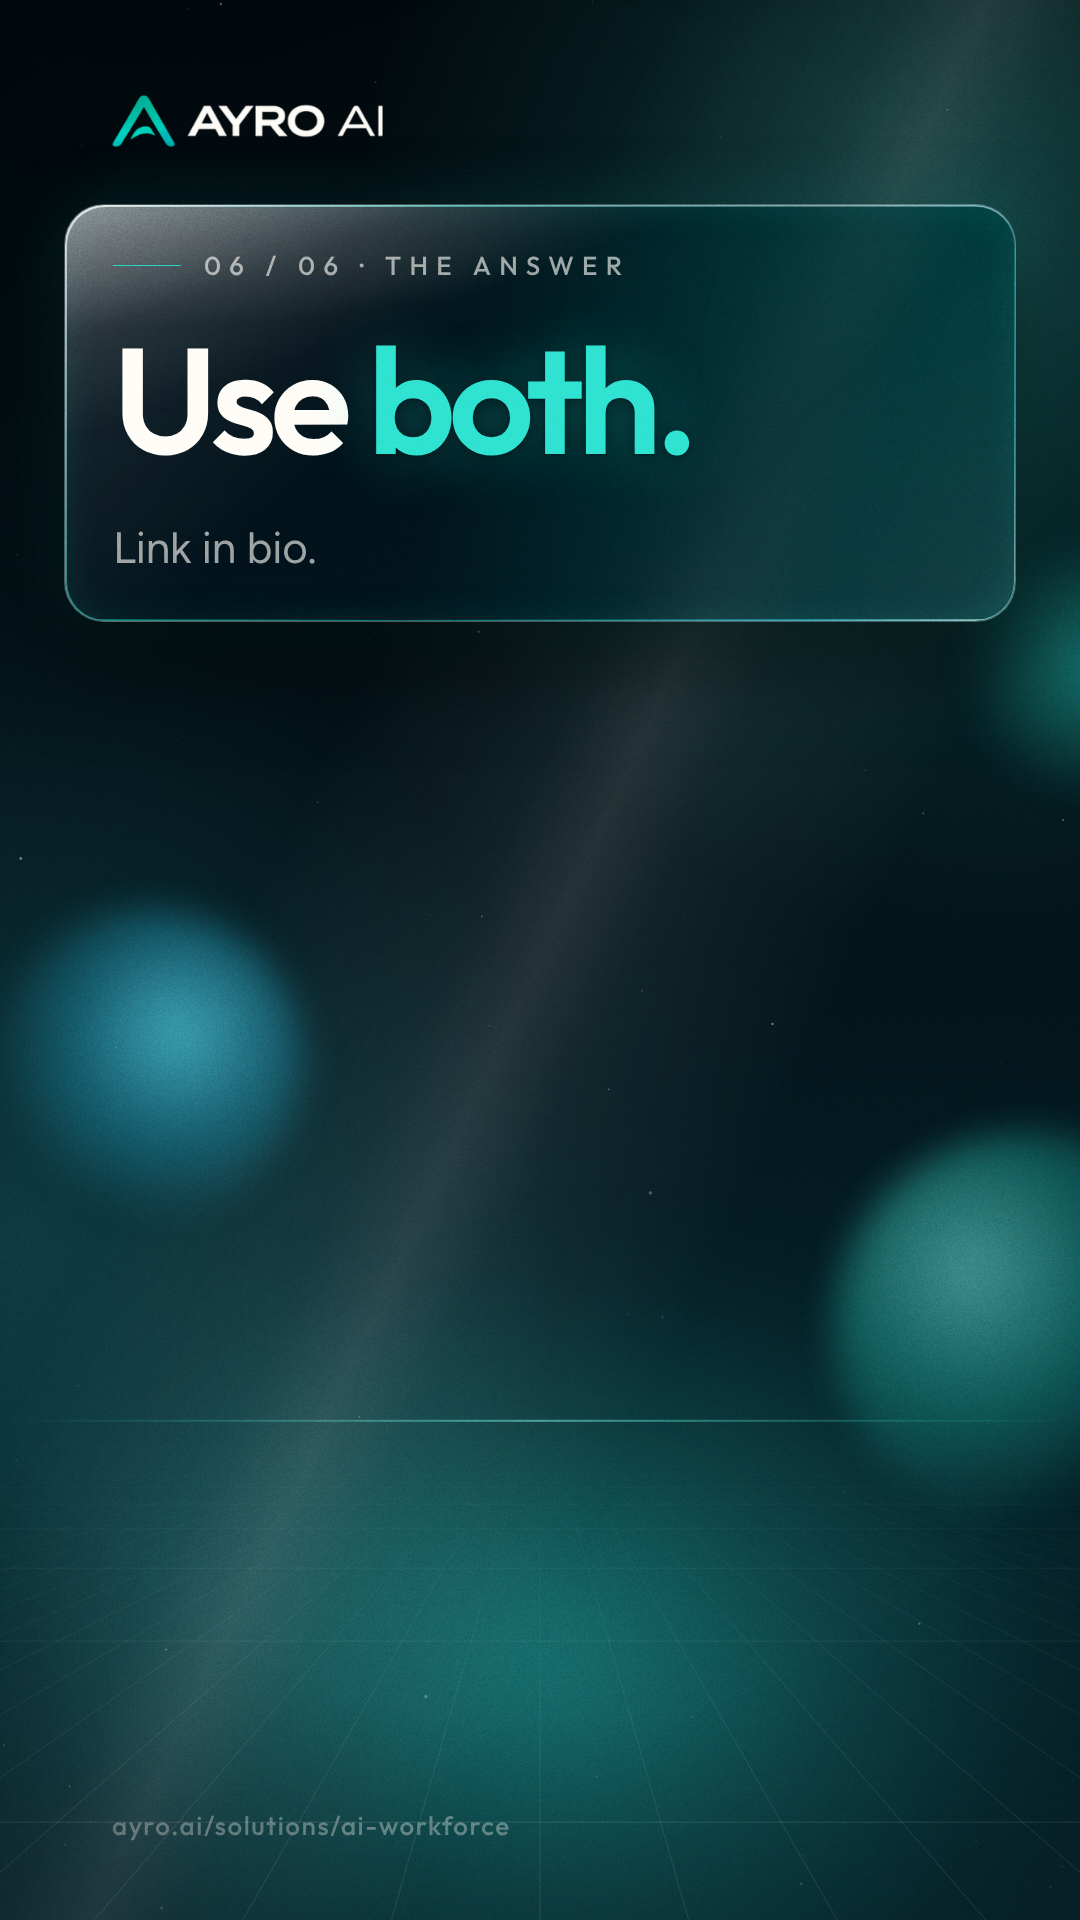 AYRO AI
06 / 06 · THE ANSWER
Use both.
Link in bio.
ayro.ai/solutions/ai-workforce